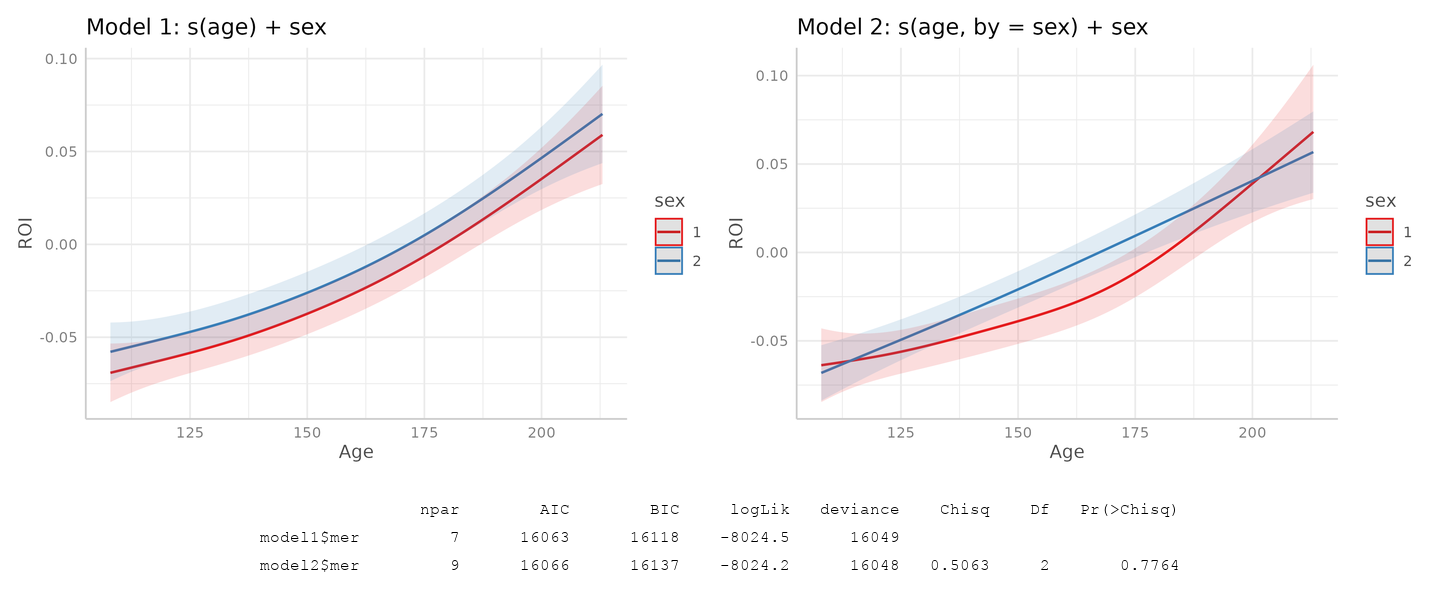 Model 1: s(age) + sex
0.10
0.05
0.00
-0.05
ROI
125 150 175 200
Age
sex
1
2
Model 2: s(age, by = sex) + sex
0.10
0.05
0.00
-0.05
ROI
125 150 175 200
Age
sex
1
2
npar AIC BIC logLik deviance Chisq Df Pr(>Chisq)
model1$mer 7 16063 16118 -8024.5 16049
model2$mer 9 16066 16137 -8024.2 16048 0.5063 2 0.7764